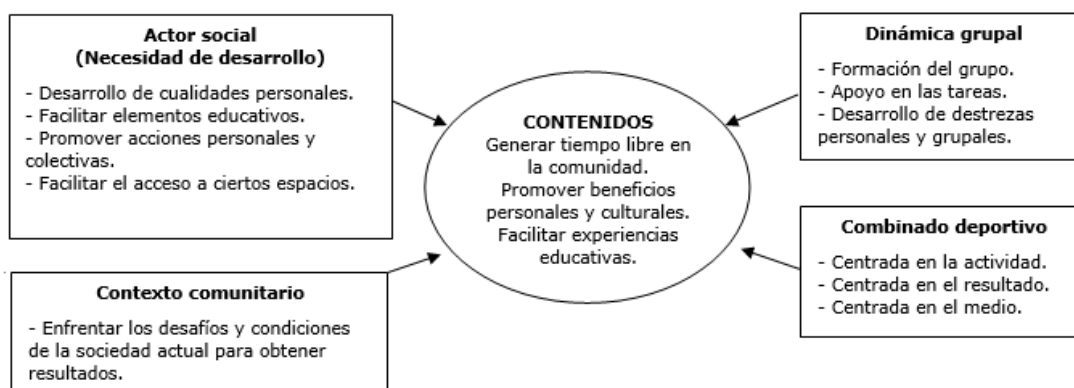 Actor social
(Necesidad de desarrollo)
- Desarrollo de cualidades personales.
- Facilitar elementos educativos.
- Promover acciones personales y
colectivas.
- Facilitar el acceso a ciertos espacios.
Dinámica grupal
- Formación del grupo.
- Apoyo en las tareas.
- Desarrollo de destrezas
personales y grupales.
CONTENIDOS
Generar tiempo libre en
la comunidad.
Promover beneficios
personales y culturales.
Facilitar experiencias
educativas.
Contexto comunitario
- Enfrentar los desafíos y condiciones
de la sociedad actual para obtener
resultados.
Combinado deportivo
- Centrada en la actividad.
- Centrada en el resultado.
- Centrada en el medio.